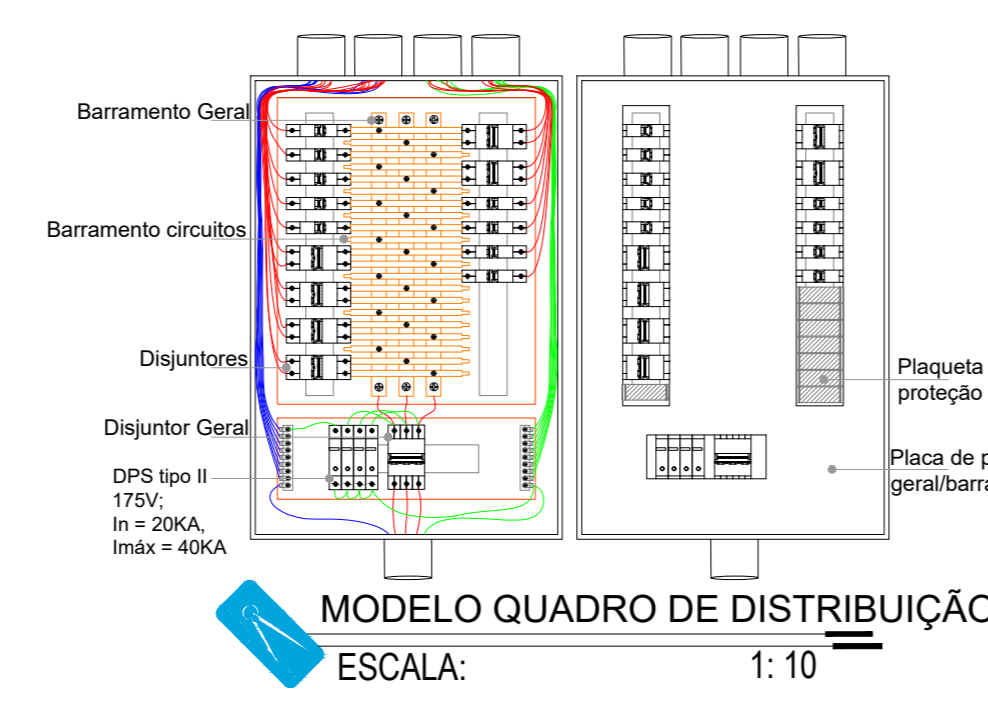 Barramento Geral
Barramento circuitos
Disjuntores
Disjuntor Geral
DPS tipo II
175V;
In = 20KA,
Imáx = 40KA
Plaqueta
proteção
Placa de
geral/barra
MODELO QUADRO DE DISTRIBUIÇÃO
ESCALA: 1: 10